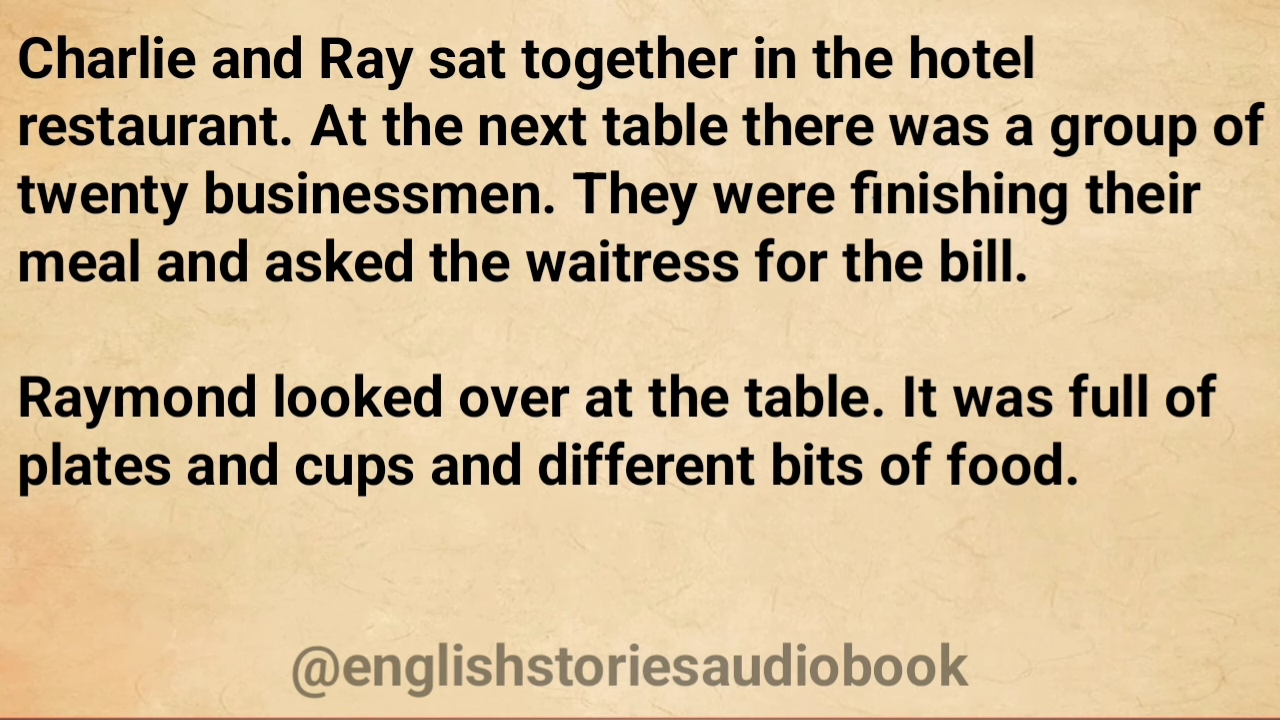 Charlie and Ray sat together in the hotel
restaurant. At the next table there was a group of
twenty businessmen. They were finishing their
meal and asked the waitress for the bill.
Raymond looked over at the table. It was full of
plates and cups and different bits of food.
@englishstoriesaudiobook